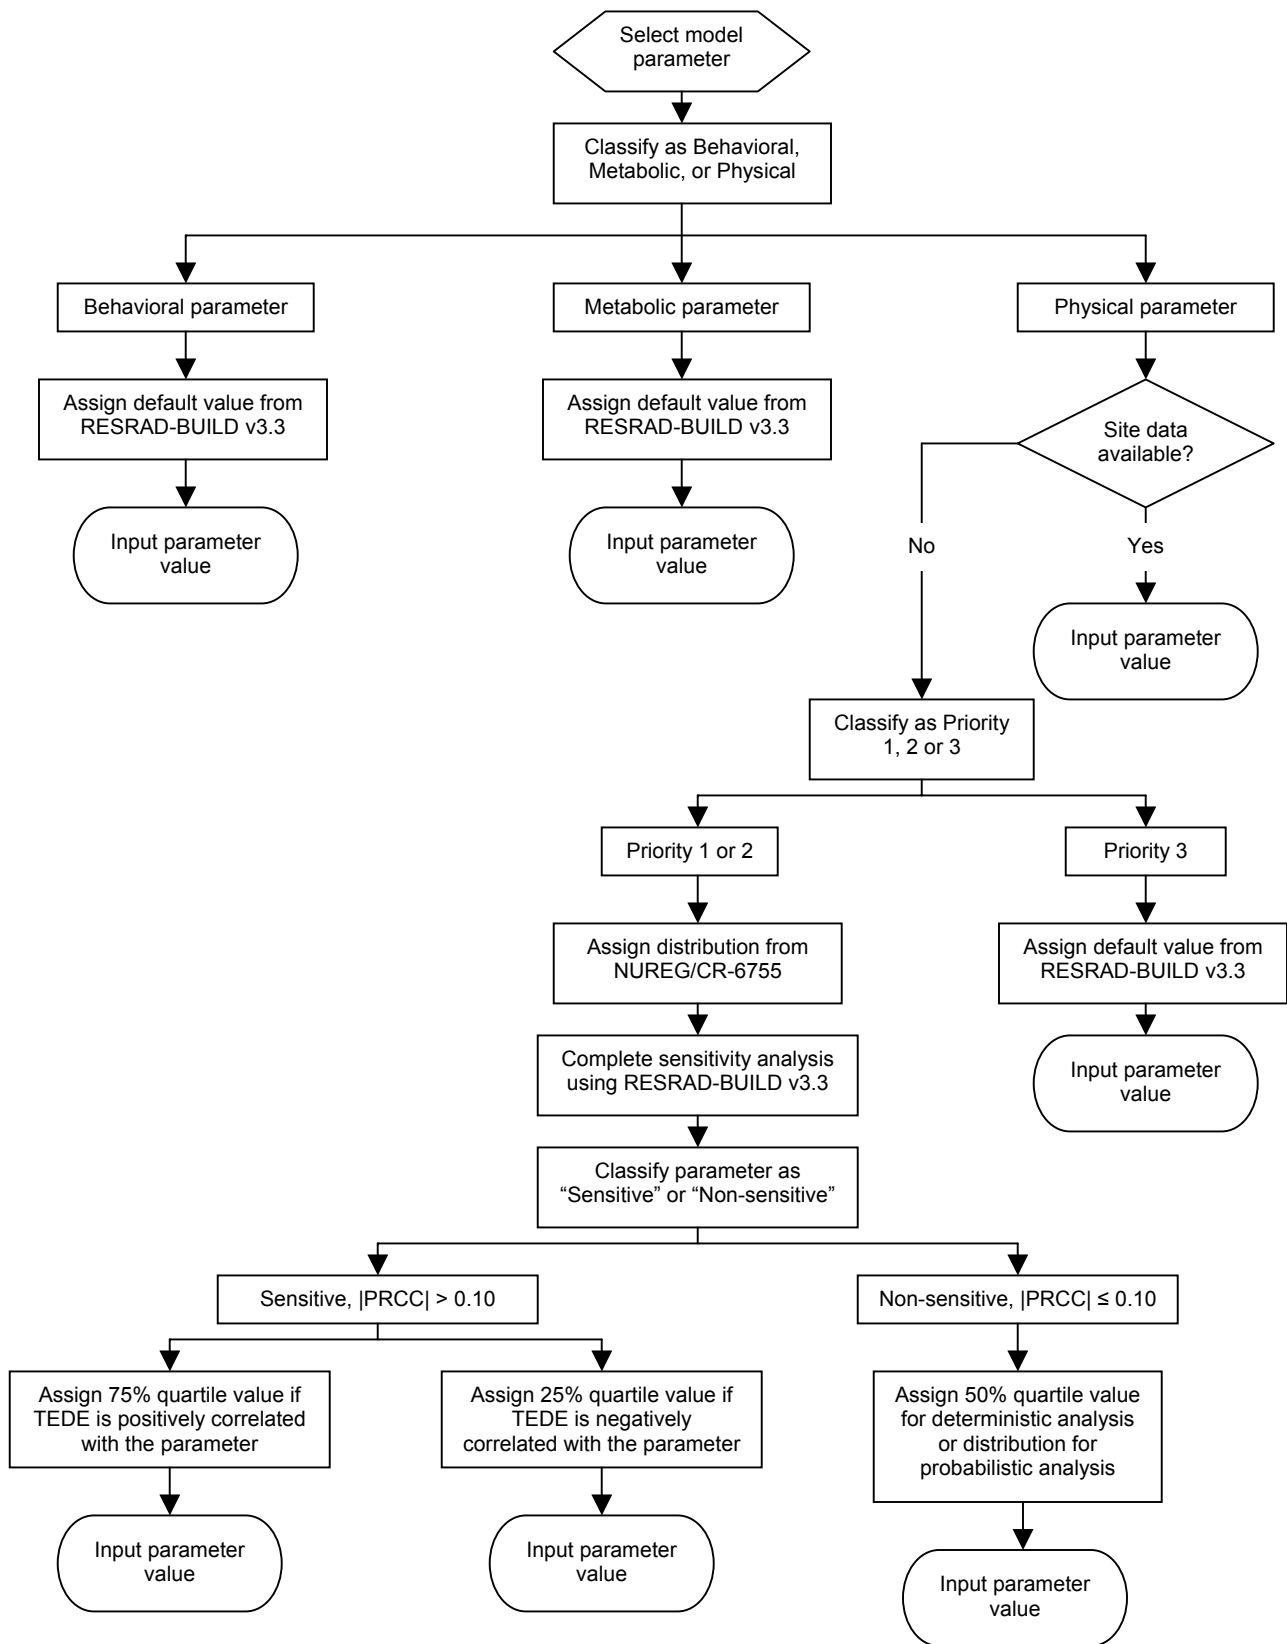 Select model
parameter
Classify as Behavioral,
Metabolic, or Physical
Behavioral parameter
Metabolic parameter
Physical parameter
Assign default value from
RESRAD-BUILD v3.3
Assign default value from
RESRAD-BUILD v3.3
Site data
available?
Input parameter
value
Input parameter
value
No
Yes
Input parameter
value
Classify as Priority
1, 2 or 3
Priority 1 or 2
Priority 3
Assign distribution from
NUREG/CR-6755
Assign default value from
RESRAD-BUILD v3.3
Complete sensitivity analysis
using RESRAD-BUILD v3.3
Input parameter
value
Classify parameter as
“Sensitive” or “Non-sensitive”
Sensitive, |PRCC| > 0.10
Non-sensitive, |PRCC| ≤ 0.10
Assign 75% quartile value if
TEDE is positively correlated
with the parameter
Assign 25% quartile value if
TEDE is negatively
correlated with the parameter
Assign 50% quartile value
for deterministic analysis
or distribution for
probabilistic analysis
Input parameter
value
Input parameter
value
Input parameter
value